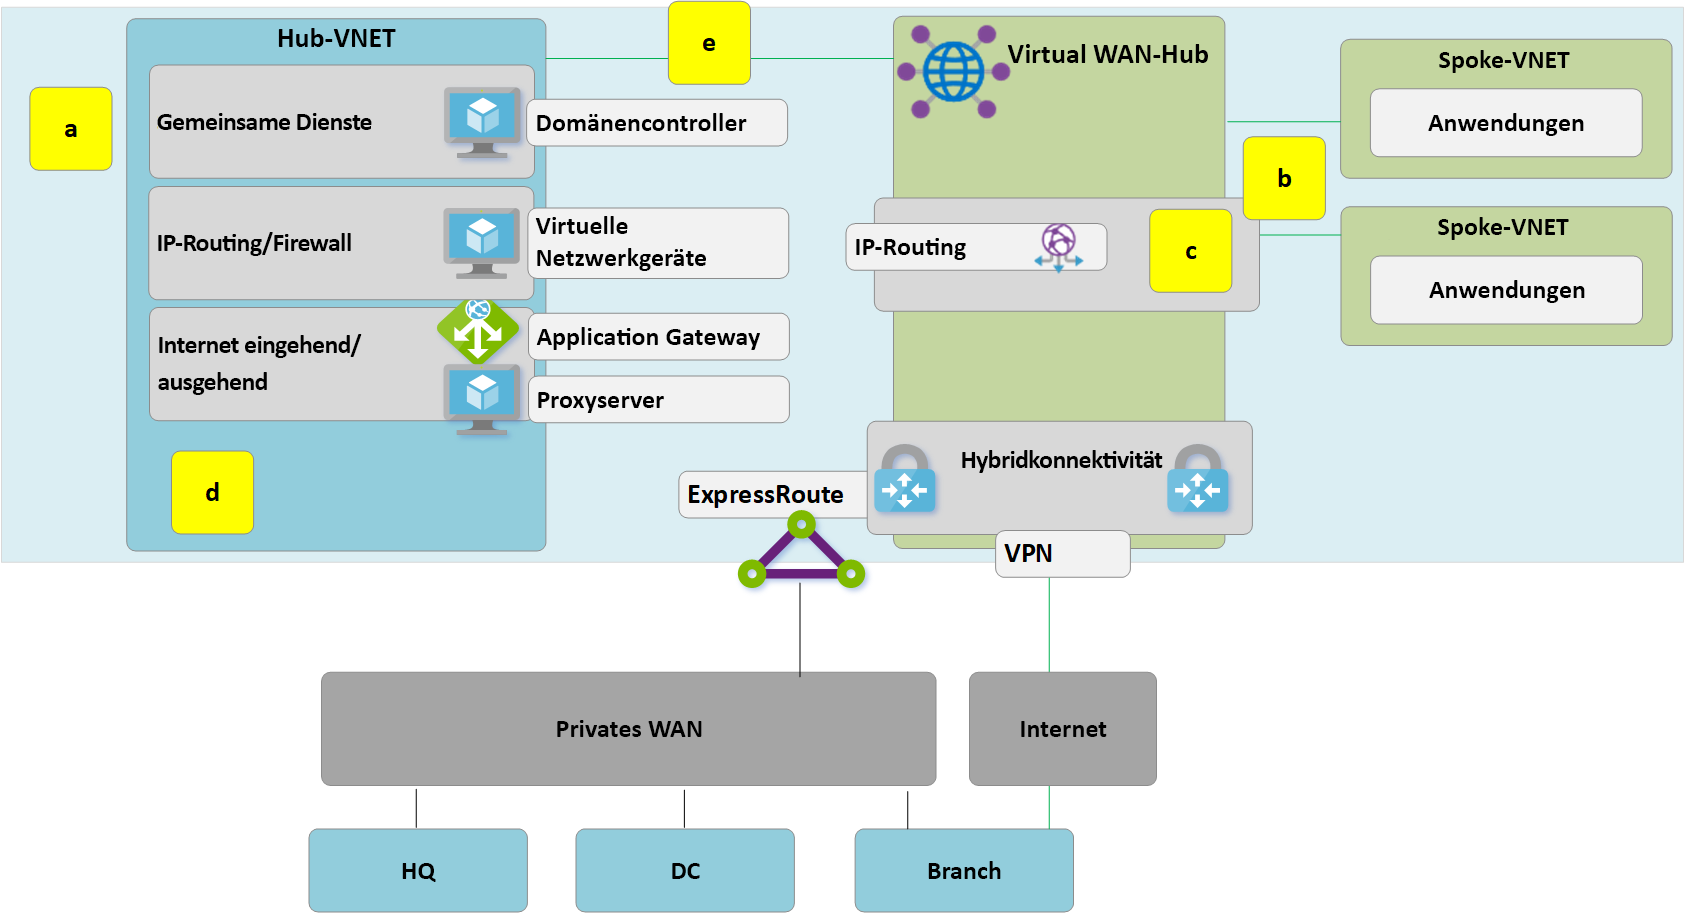 a
Hub-VNET
Gemeinsame Dienste
Domänencontroller
IP-Routing/Firewall
Virtuelle
Netzwerkgeräte
Internet eingehend/
ausgehend
Application Gateway
Proxyserver
d
e
Virtual WAN-Hub
IP-Routing
c
b
Spoke-VNET
Anwendungen
Spoke-VNET
Anwendungen
Hybridkonnektivität
ExpressRoute
VPN
Privates WAN
Internet
HQ
DC
Branch